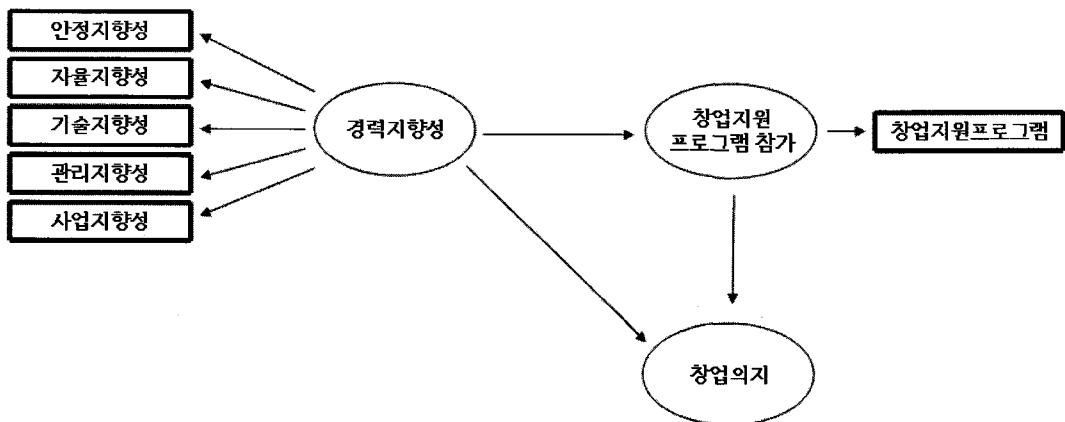 안정지향성
자율지향성
기술지향성
관리지향성
사업지향성
경력지향성
창업지원
프로그램 참가
창업지원프로그램
창업의지